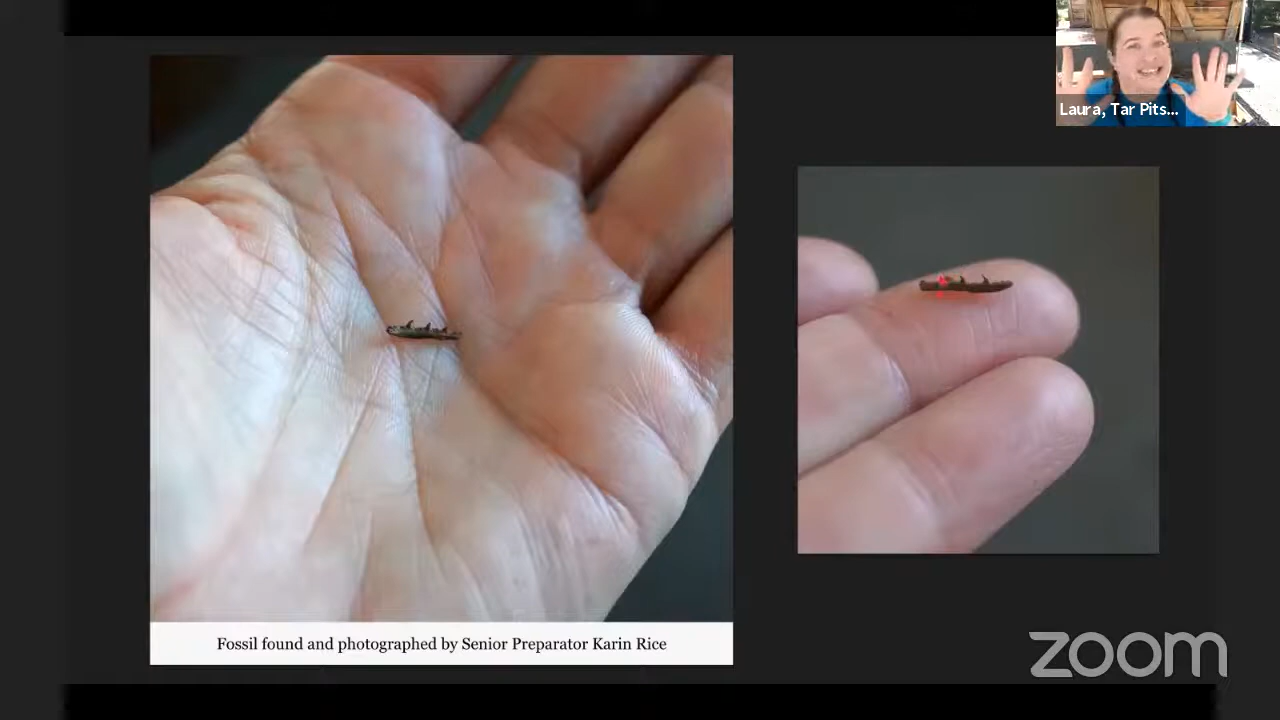 Laura, Tar Pits...
Fossil found and photographed by Senior Preparator Karin Rice
zoom